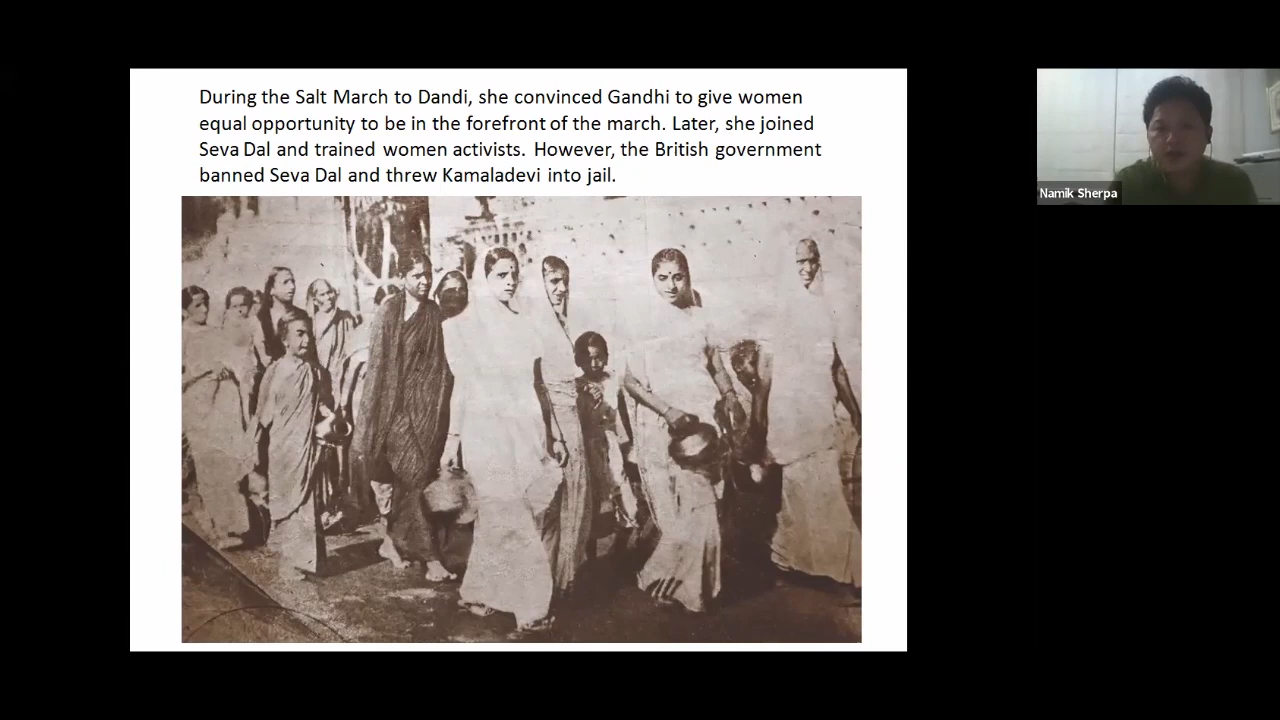 During the Salt March to Dandi, she convinced Gandhi to give women
equal opportunity to be in the forefront of the march. Later, she joined
Seva Dal and trained women activists. However, the British government
banned Seva Dal and threw Kamaladevi into jail.
Namik Sherpa